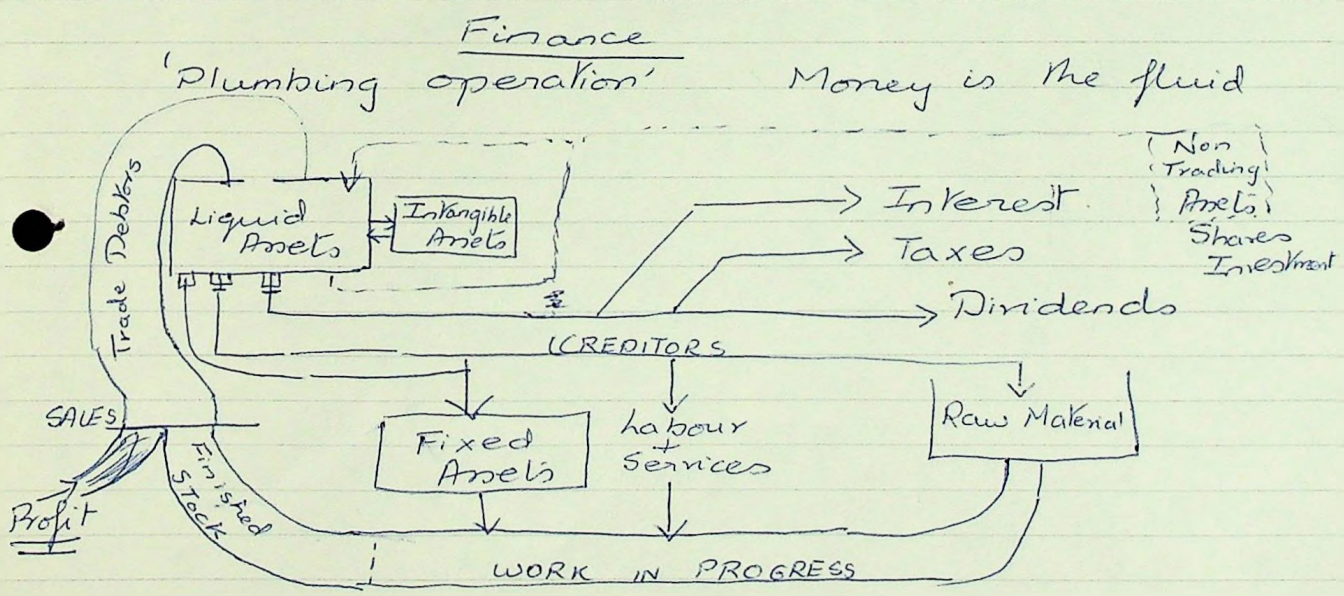 Finance
'Plumbing operation' Money is the fluid
Non
Trading
Assets
Shares
Investment
Trade Debtors
Liquid
Assets
Intangible
Assets
Interest.
Taxes
Dividends
CREDITORS
SALES
Fixed
Assets
Labour
+
Services
Raw Material
Finished
Stock
Profit
WORK IN PROGRESS